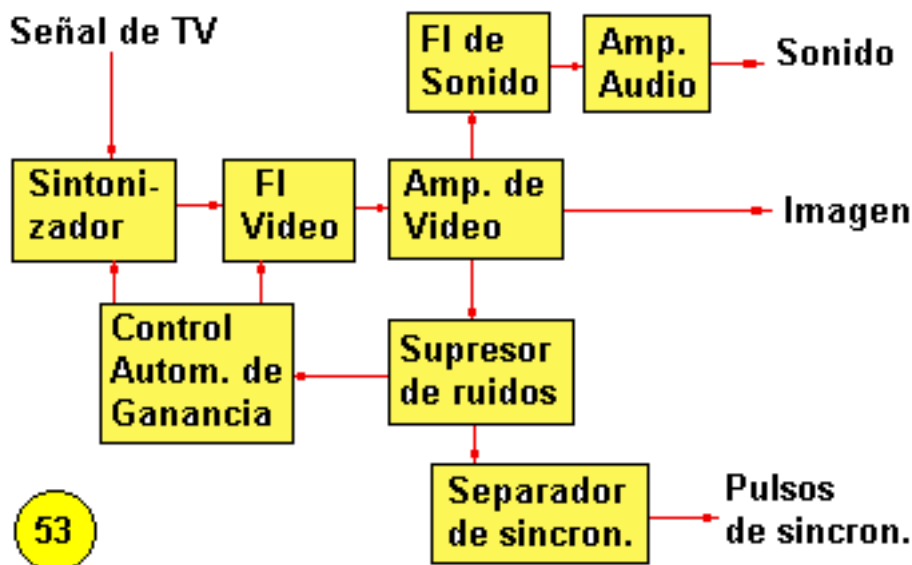 Señal de TV
FI de
Sonido
Amp.
Audio
Sonido
Sintoni-
zador
FI
Video
Amp. de
Video
Imagen
Control
Autom. de
Ganancia
Supresor
de ruidos
Separador
de sincron.
Pulsos
de sincron.
53